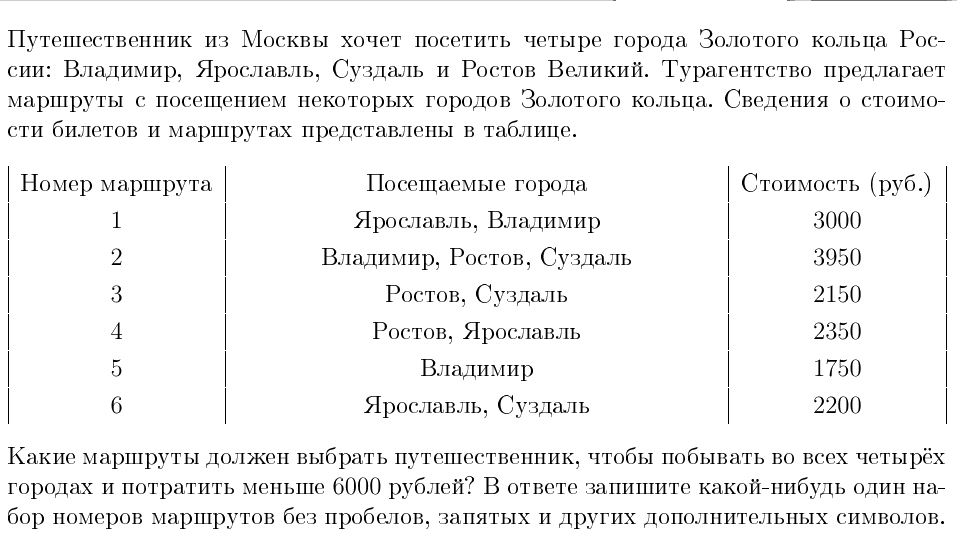 Путешественник из Москвы хочет посетить четыре города Золотого кольца Рос-
сии: Владимир, Ярославль, Суздаль и Ростов Великий. Турагентство предлагает
маршруты с посещением некоторых городов Золотого кольца. Сведения о стоимо-
сти билетов и маршрутах представлены в таблице.
Номер маршрута Посещаемые города Стоимость (руб.)
1 Ярославль, Владимир 3000
2 Владимир, Ростов, Суздаль 3950
3 Ростов, Суздаль 2150
4 Ростов, Ярославль 2350
5 Владимир 1750
6 Ярославль, Суздаль 2200
Какие маршруты должен выбрать путешественник, чтобы побывать во всех четырёх
городах и потратить меньше 6000 рублей? В ответе запишите какой-нибудь один на-
бор номеров маршрутов без пробелов, запятых и других дополнительных символов.